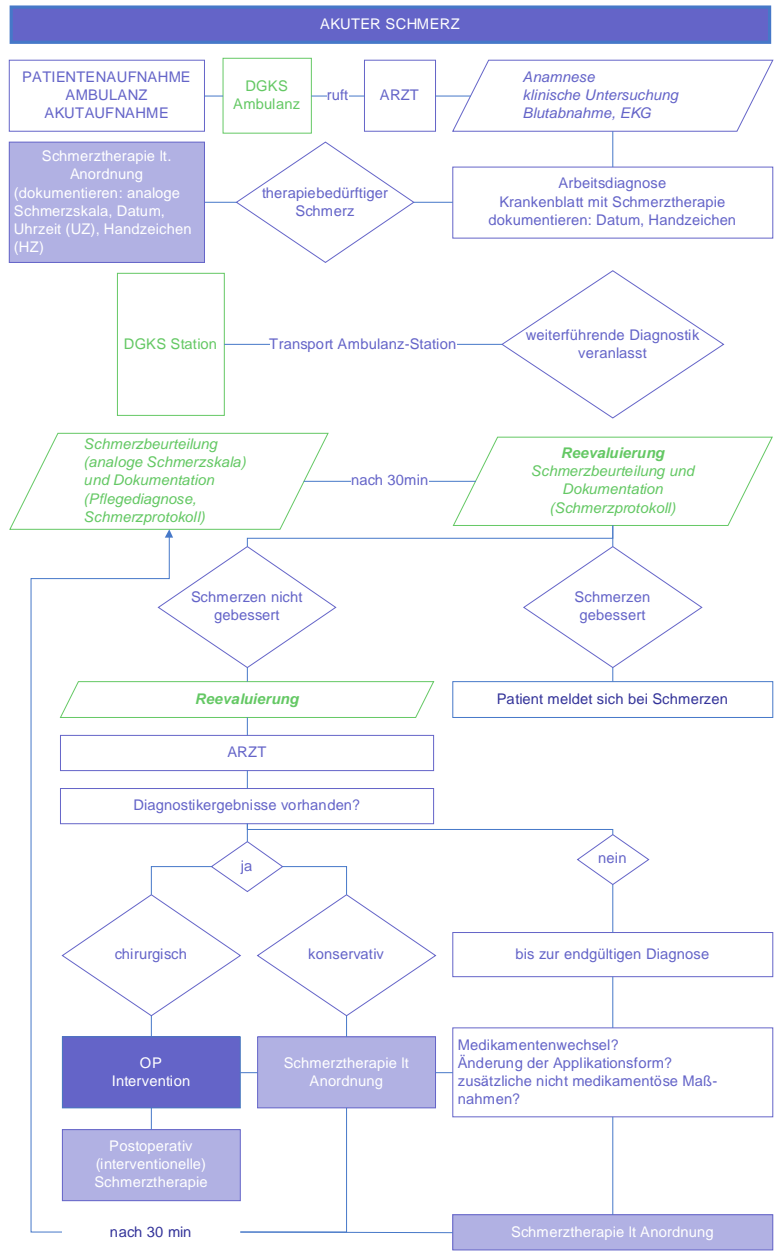 AKUTER SCHMERZ
PATIENTENAUFNAHME
AMBULANZ
AKUTAUFNAHME
DGKS
Ambulanz
ruft
ARZT
Anamnese
klinische Untersuchung
Blutabnahme, EKG
Schmerztherapie lt.
Anordnung
(dokumentieren: analoge
Schmerzskala, Datum,
Uhrzeit (UZ), Handzeichen
(HZ)
therapiebedürftiger
Schmerz
Arbeitsdiagnose
Krankenblatt mit Schmerztherapie
dokumentieren: Datum, Handzeichen
DGKS Station
Transport Ambulanz-Station
weiterführende Diagnostik
veranlasst
Schmerzbeurteilung
(analoge Schmerzskala)
und Dokumentation
(Pflegediagnose,
Schmerzprotokoll)
nach 30min
Reevaluierung
Schmerzbeurteilung und
Dokumentation
(Schmerzprotokoll)
Schmerzen nicht
gebessert
Schmerzen
gebessert
Reevaluierung
Patient meldet sich bei Schmerzen
ARZT
Diagnostikergebnisse vorhanden?
ja
nein
chirurgisch
konservativ
bis zur endgültigen Diagnose
OP
Intervention
Schmerztherapie lt
Anordnung
Medikamentenwechsel?
Änderung der Applikationsform?
zusätzliche nicht medikamentöse Maß-
nahmen?
Postoperativ
(interventionelle)
Schmerztherapie
nach 30 min
Schmerztherapie lt Anordnung